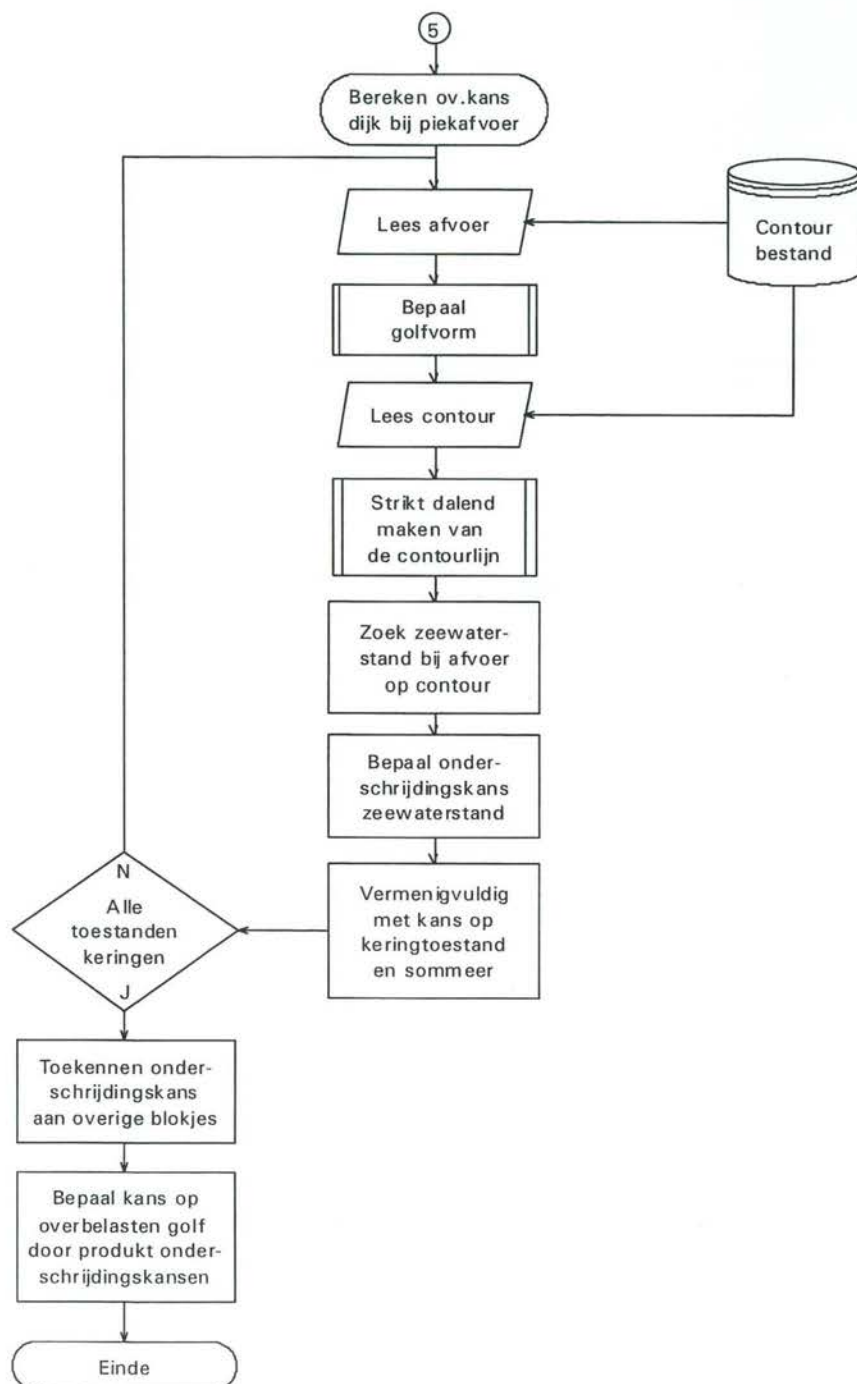 5
Bereken ov.kans
dijk bij piekafvoer
Lees afvoer
Contour
bestand
Bepaal
golfvorm
Lees contour
Strikt dalend
maken van
de contourlijn
Zoek zeewater-
stand bij afvoer
op contour
Bepaal onder-
schrijdingskans
zeewaterstand
Vermenigvuldig
met kans op
keringtoestand
en sommeer
N
Alle
toestanden
keringen
J
Toekennen onder-
schrijdingskans
aan overige blokjes
Bepaal kans op
overbelasten golf
door produkt onder-
schrijdingskansen
Einde